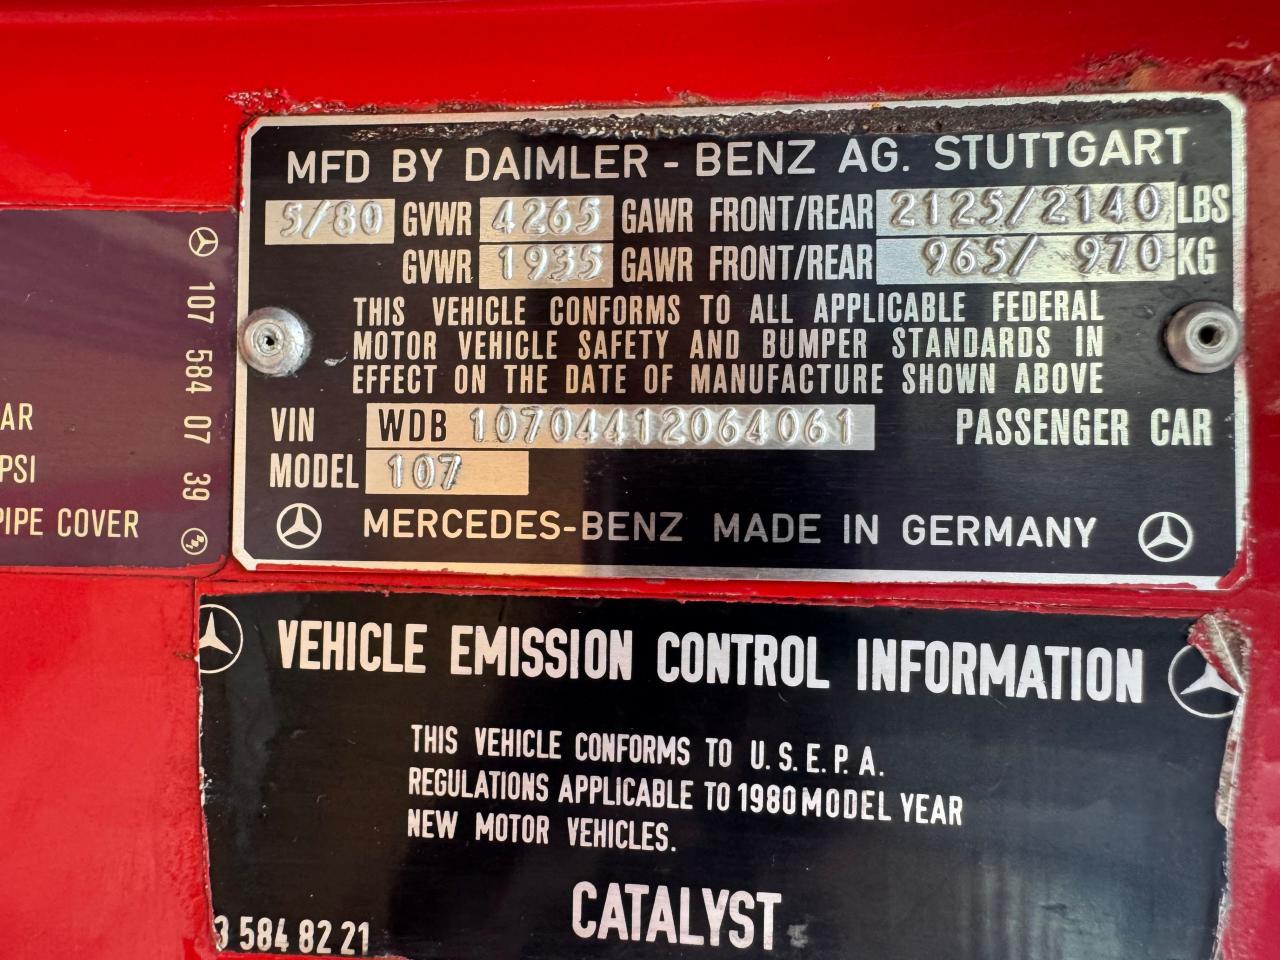 MFD BY DAIMLER - BENZ AG. STUTTGART
5/80 GVWR 4265 GAWR FRONT/REAR 2125/2140 LBS
GVWR 1935 GAWR FRONT/REAR 965/ 970 KG
THIS VEHICLE CONFORMS TO ALL APPLICABLE FEDERAL
MOTOR VEHICLE SAFETY AND BUMPER STANDARDS IN
EFFECT ON THE DATE OF MANUFACTURE SHOWN ABOVE
VIN WDB 10704412064061 PASSENGER CAR
MODEL 107
MERCEDES-BENZ MADE IN GERMANY
107 584 07 39
AR
PSI
PIPE COVER
VEHICLE EMISSION CONTROL INFORMATION
THIS VEHICLE CONFORMS TO U.S.E.P.A.
REGULATIONS APPLICABLE TO 1980 MODEL YEAR
NEW MOTOR VEHICLES.
CATALYST
3 584 82 21